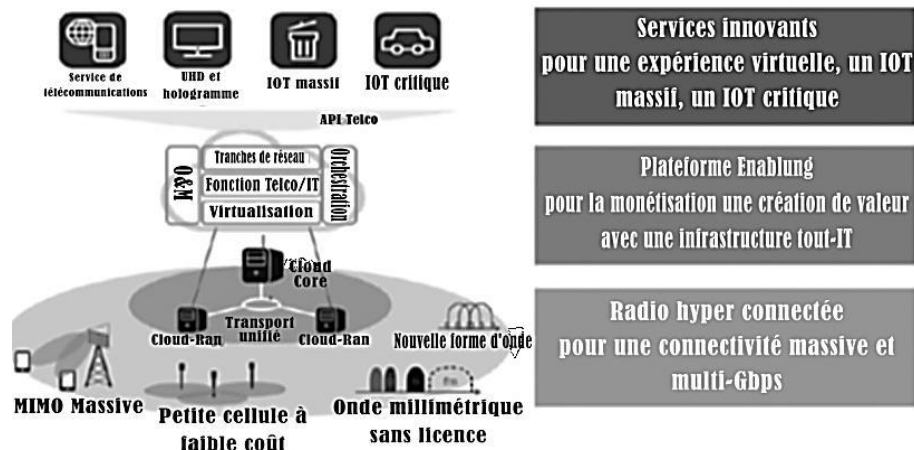 Service de
télécommunications
UHD et
hologramme
IOT massif
IOT critique
API Telco
O&M
Tranches de réseau
Fonction Telco/IT
Virtualisation
Orchestration
Cloud
Core
Transport
unifié
Cloud-Ran
Cloud-Ran
Nouvelle forme d'onde
MIMO Massive
Petite cellule à
faible coût
Onde millimétrique
sans licence
Services innovants
pour une expérience virtuelle, un IOT
massif, un IOT critique
Plateforme Enablung
pour la monétisation une création de valeur
avec une infrastructure tout-IT
Radio hyper connectée
pour une connectivité massive et
multi-Gbps